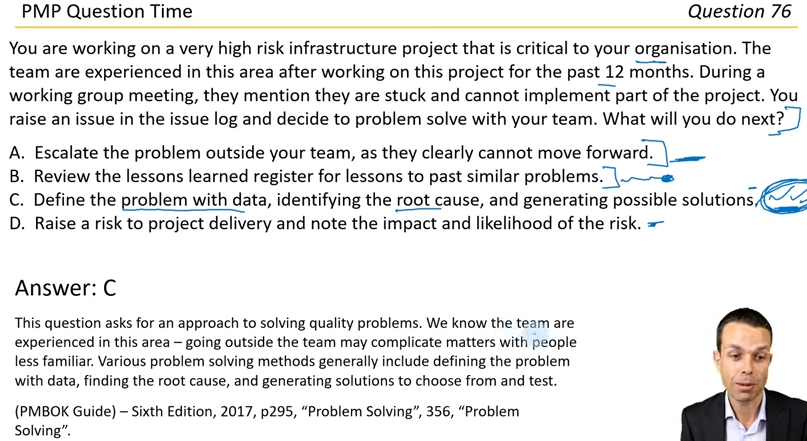 PMP Question Time
Question 76
You are working on a very high risk infrastructure project that is critical to your organisation. The
team are experienced in this area after working on this project for the past 12 months. During a
working group meeting, they mention they are stuck and cannot implement part of the project. You
raise an issue in the issue log and decide to problem solve with your team. What will you do next?
A. Escalate the problem outside your team, as they clearly cannot move forward.
B. Review the lessons learned register for lessons to past similar problems.
C. Define the problem with data, identifying the root cause, and generating possible solutions.
D. Raise a risk to project delivery and note the impact and likelihood of the risk.
Answer: C
This question asks for an approach to solving quality problems. We know the team are
experienced in this area – going outside the team may complicate matters with people
less familiar. Various problem solving methods generally include defining the problem
with data, finding the root cause, and generating solutions to choose from and test.
(PMBOK Guide) – Sixth Edition, 2017, p295, “Problem Solving”, 356, “Problem
Solving”.